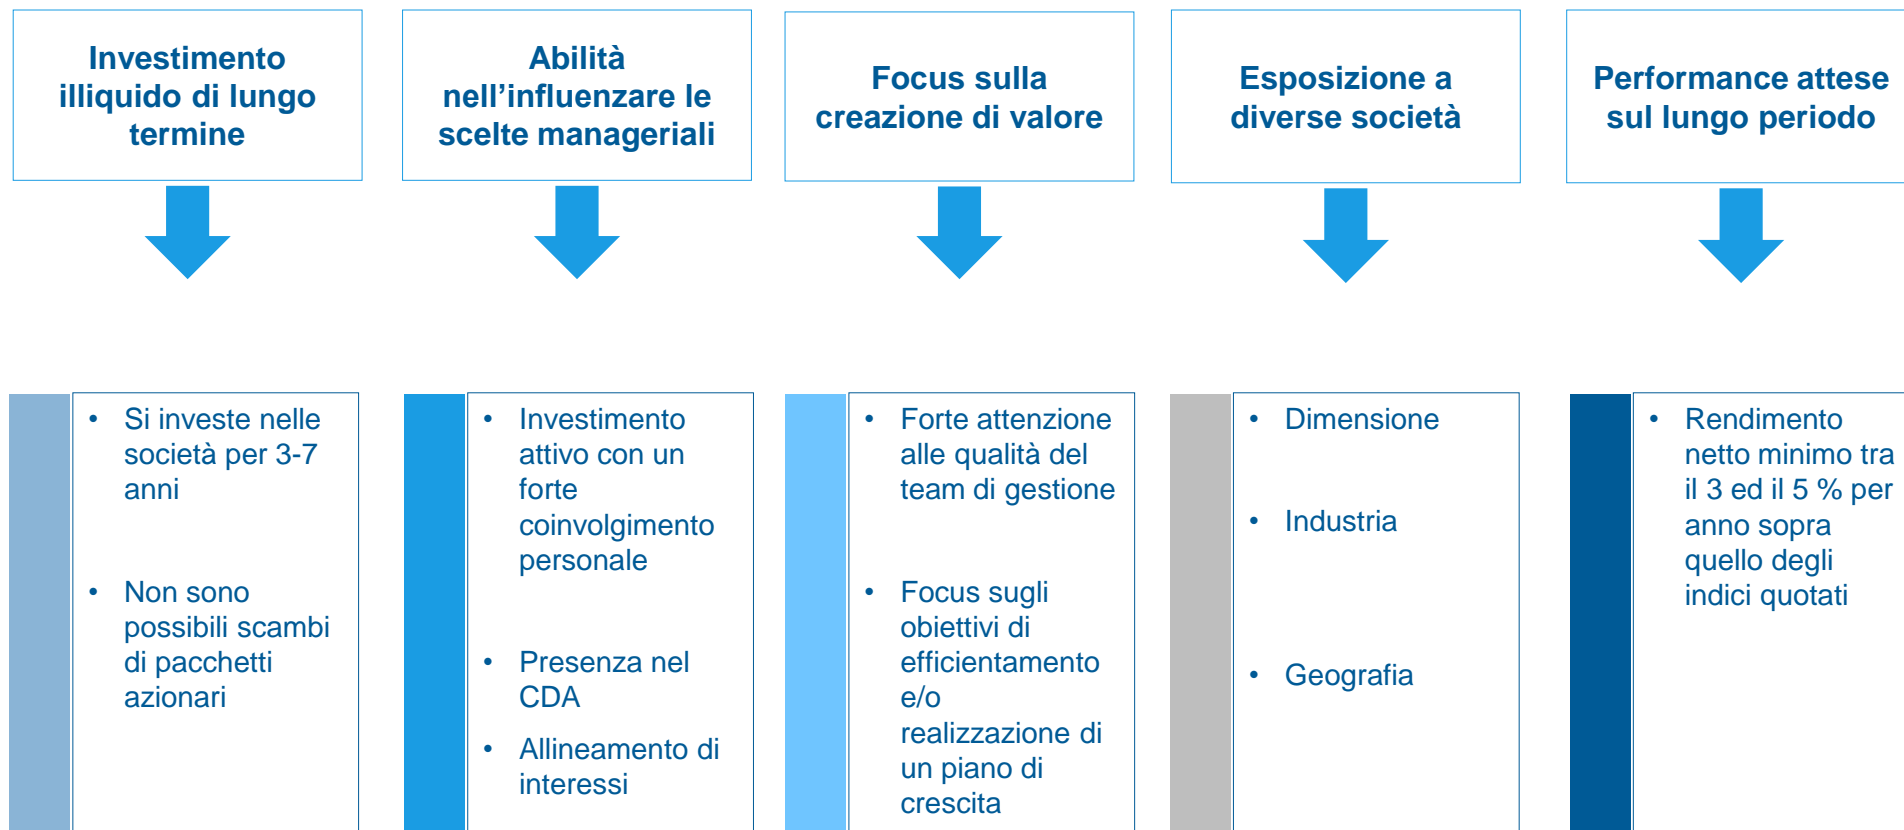 Investimento
illiquido di lungo
termine
Abilità
nell'influenzare le
scelte manageriali
Focus sulla
creazione di valore
Esposizione a
diverse società
Performance attese
sul lungo periodo
• Si investe nelle
società per 3-7
anni
• Non sono
possibili scambi
di pacchetti
azionari
• Investimento
attivo con un
forte
coinvolgimento
personale
• Presenza nel
CDA
• Allineamento di
interessi
• Forte attenzione
alle qualità del
team di gestione
• Focus sugli
obiettivi di
efficientamento
e/o
realizzazione di
un piano di
crescita
• Dimensione
• Industria
• Geografia
• Rendimento
netto minimo tra
il 3 ed il 5 % per
anno sopra
quello degli
indici quotati